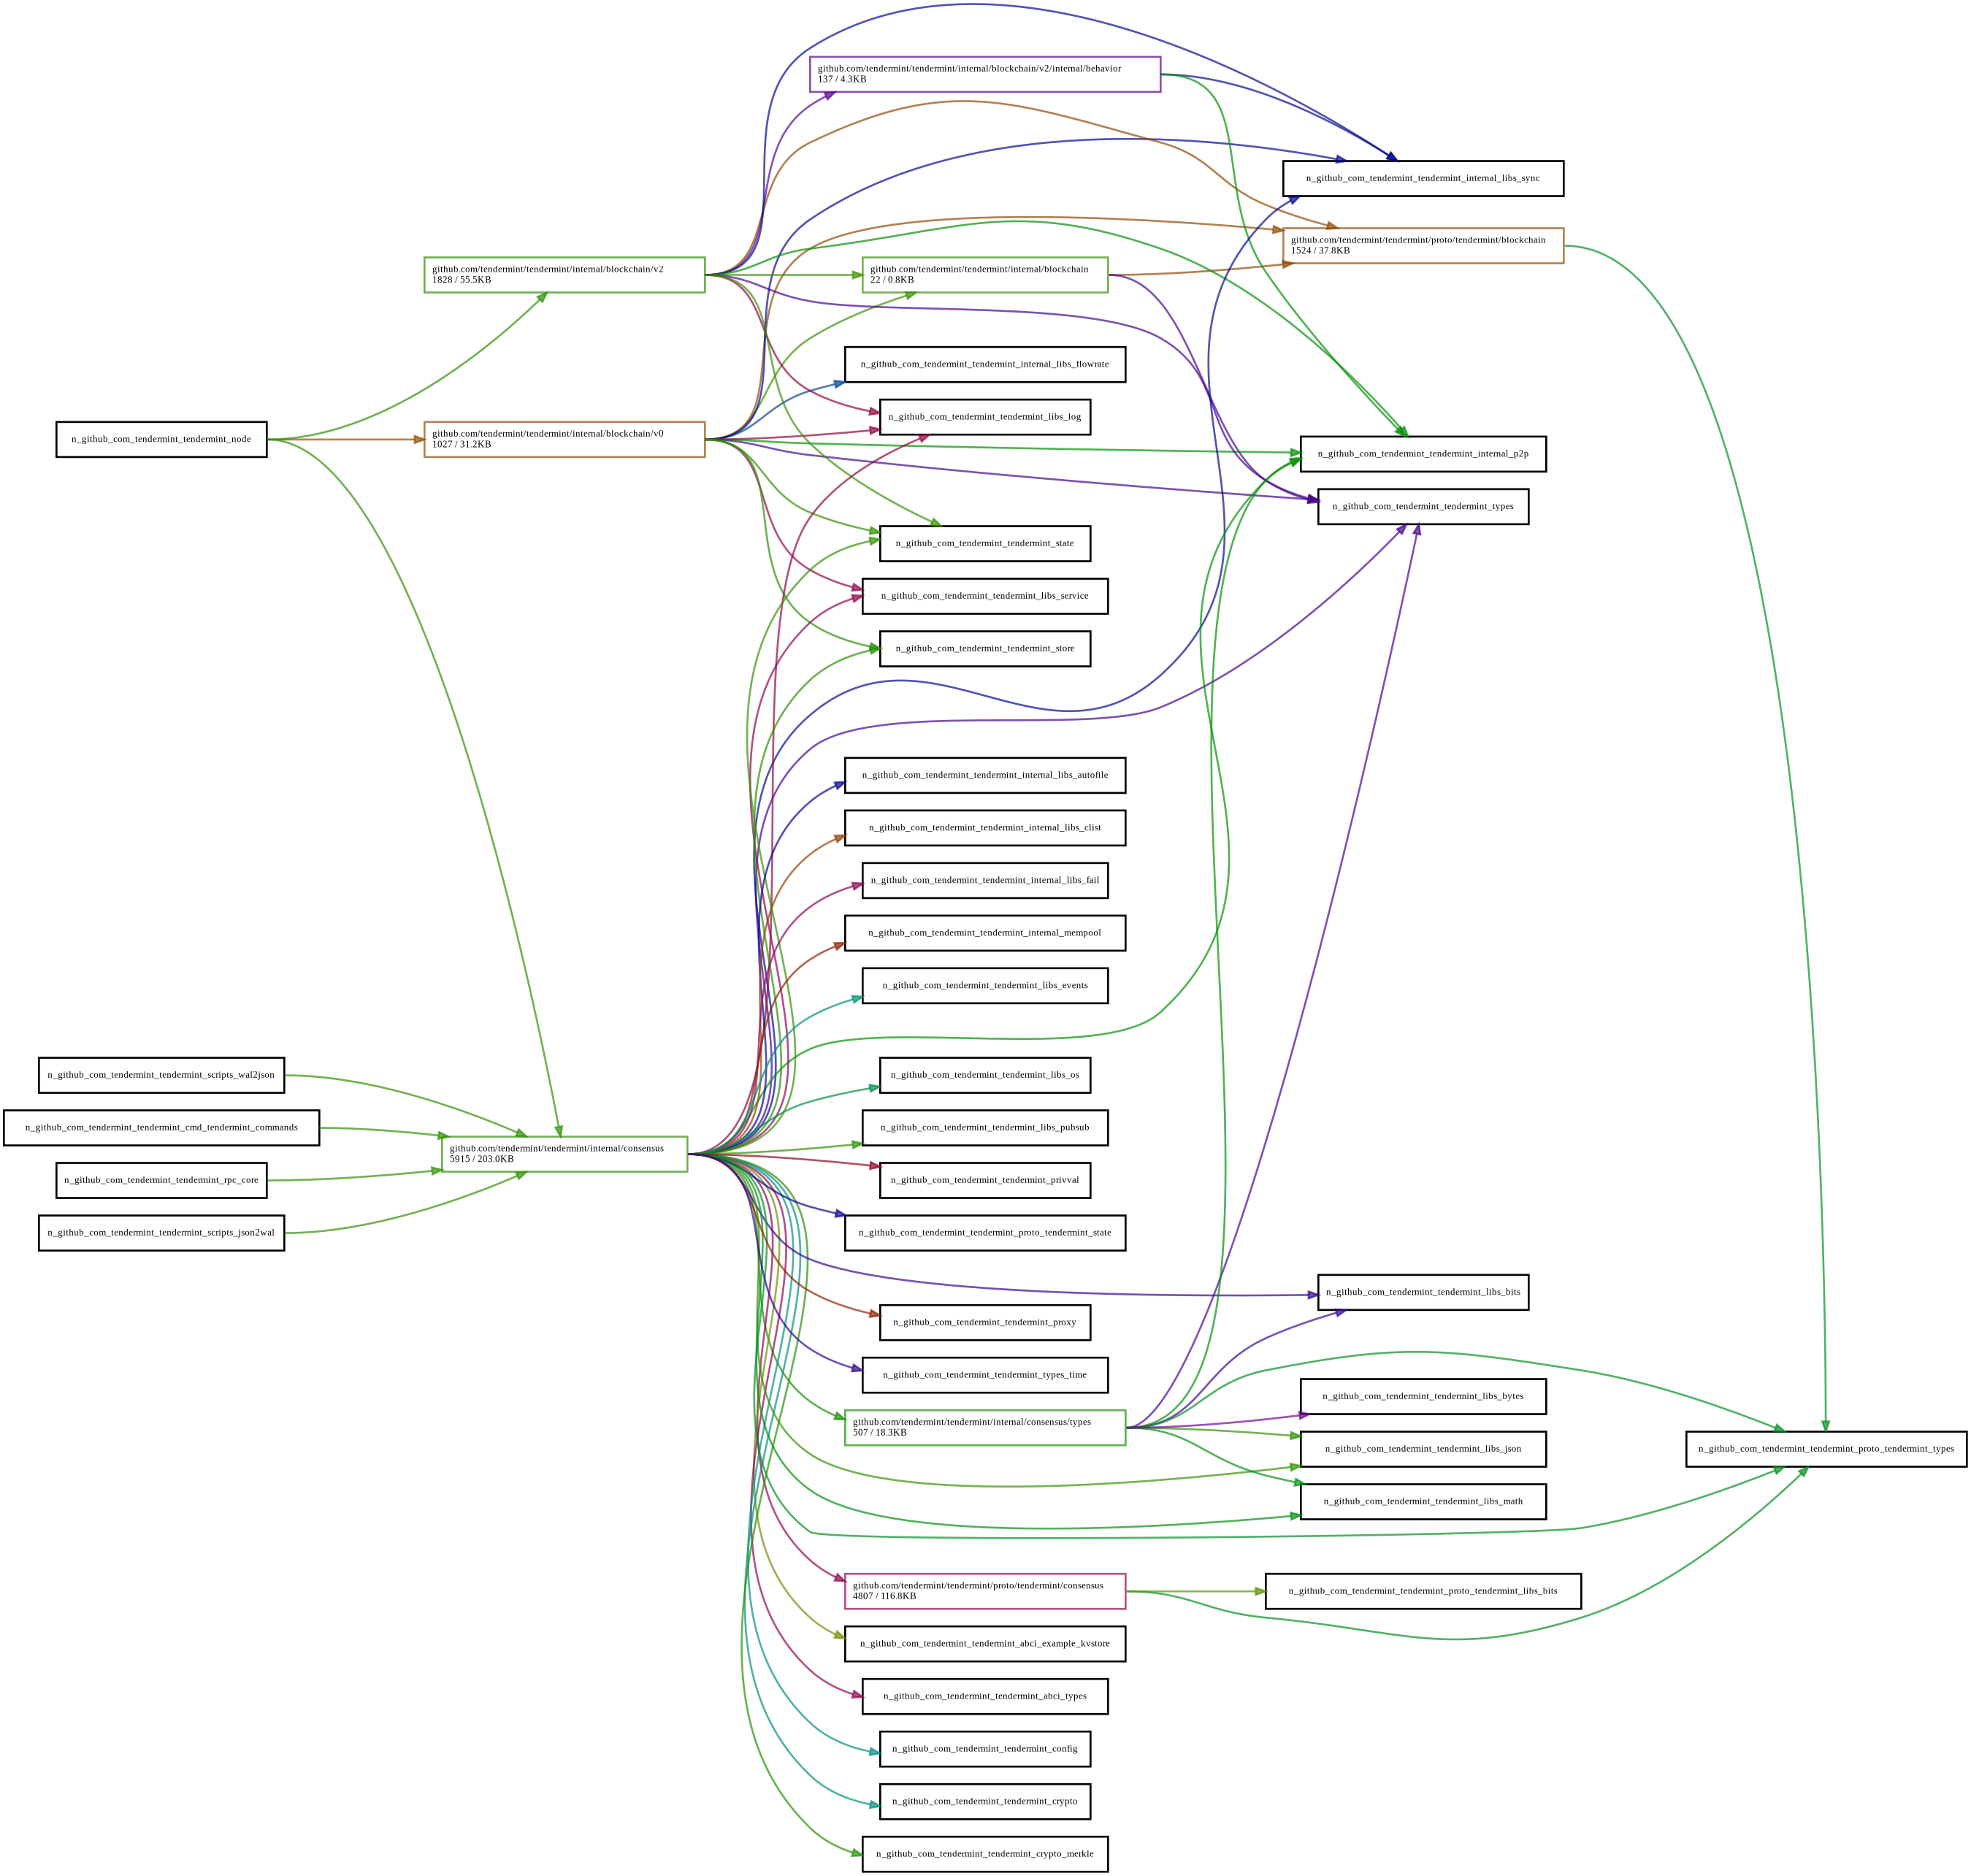 github.com/tendermint/tendermint/internal/blockchain/v2/internal/behavior
137 / 4.3KB
n_github_com_tendermint_tendermint_internal_libs_sync
github.com/tendermint/tendermint/proto/tendermint/blockchain
1524 / 37.8KB
github.com/tendermint/tendermint/internal/blockchain/v2
1828 / 55.5KB
github.com/tendermint/tendermint/internal/blockchain
22 / 0.8KB
n_github_com_tendermint_tendermint_internal_libs_flowrate
n_github_com_tendermint_tendermint_libs_log
n_github_com_tendermint_tendermint_node
github.com/tendermint/tendermint/internal/blockchain/v0
1027 / 31.2KB
n_github_com_tendermint_tendermint_internal_p2p
n_github_com_tendermint_tendermint_types
n_github_com_tendermint_tendermint_state
n_github_com_tendermint_tendermint_libs_service
n_github_com_tendermint_tendermint_store
n_github_com_tendermint_tendermint_internal_libs_autofile
n_github_com_tendermint_tendermint_internal_libs_clist
n_github_com_tendermint_tendermint_internal_libs_fail
n_github_com_tendermint_tendermint_internal_mempool
n_github_com_tendermint_tendermint_libs_events
n_github_com_tendermint_tendermint_scripts_wal2json
n_github_com_tendermint_tendermint_libs_os
n_github_com_tendermint_tendermint_cmd_tendermint_commands
n_github_com_tendermint_tendermint_libs_pubsub
github.com/tendermint/tendermint/internal/consensus
5915 / 203.0KB
n_github_com_tendermint_tendermint_rpc_core
n_github_com_tendermint_tendermint_privval
n_github_com_tendermint_tendermint_scripts_json2wal
n_github_com_tendermint_tendermint_proto_tendermint_state
n_github_com_tendermint_tendermint_libs_bits
n_github_com_tendermint_tendermint_proxy
n_github_com_tendermint_tendermint_types_time
n_github_com_tendermint_tendermint_libs_bytes
github.com/tendermint/tendermint/internal/consensus/types
507 / 18.3KB
n_github_com_tendermint_tendermint_libs_json
n_github_com_tendermint_tendermint_proto_tendermint_types
n_github_com_tendermint_tendermint_libs_math
github.com/tendermint/tendermint/proto/tendermint/consensus
4807 / 116.8KB
n_github_com_tendermint_tendermint_proto_tendermint_libs_bits
n_github_com_tendermint_tendermint_abci_example_kvstore
n_github_com_tendermint_tendermint_abci_types
n_github_com_tendermint_tendermint_config
n_github_com_tendermint_tendermint_crypto
n_github_com_tendermint_tendermint_crypto_merkle